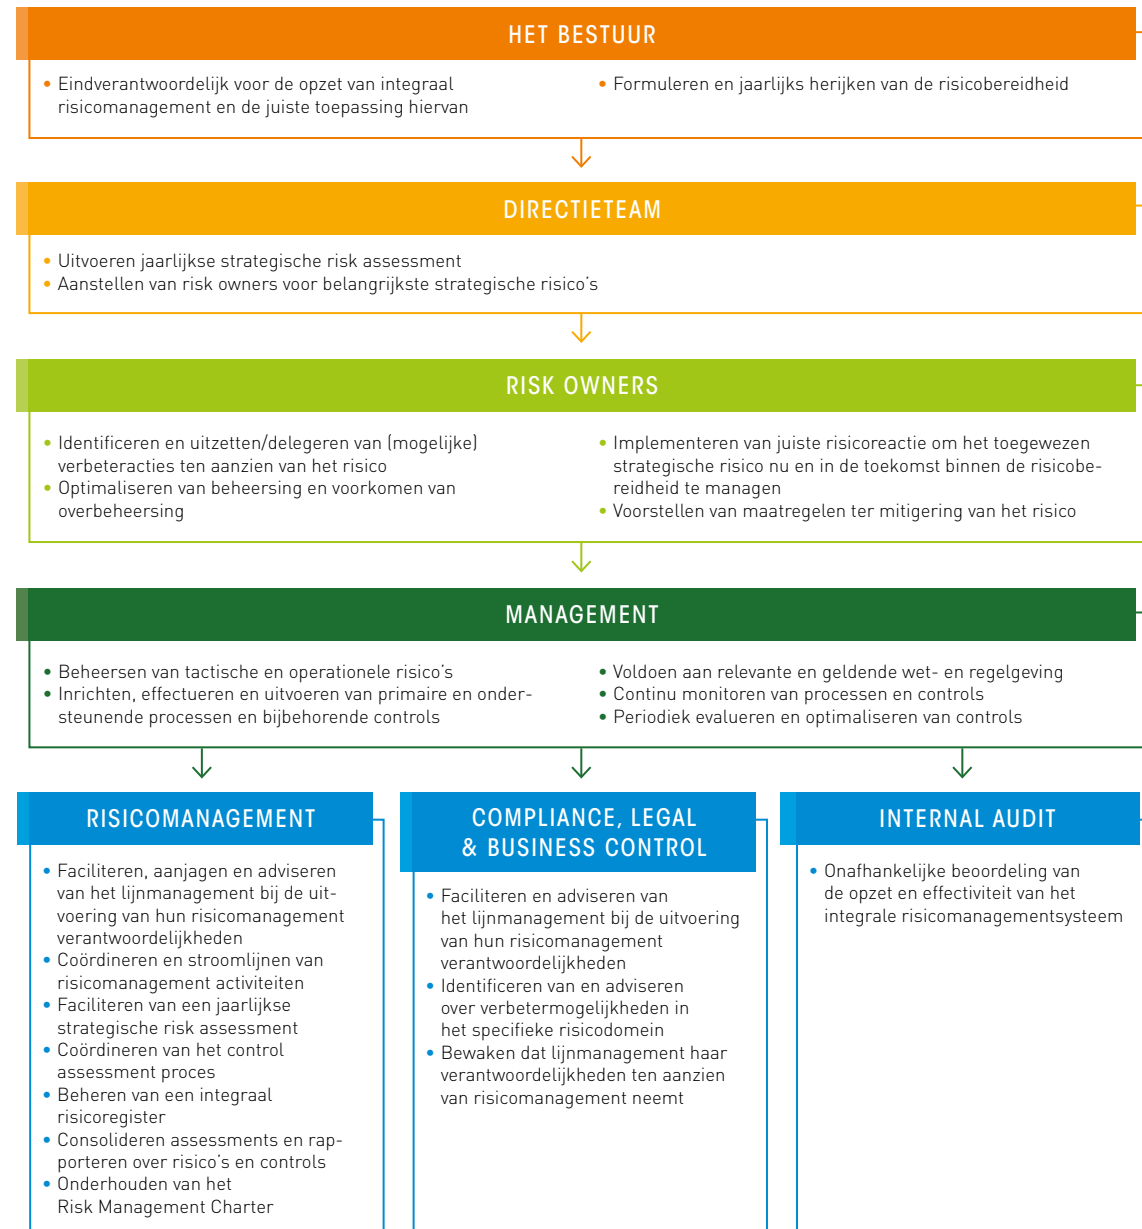 HET BESTUUR
• Eindverantwoordelijk voor de opzet van integraal
risicomanagement en de juiste toepassing hiervan
• Formuleren en jaarlijks herijken van de risicobereidheid
DIRECTIETEAM
• Uitvoeren jaarlijkse strategische risk assessment
• Aanstellen van risk owners voor belangrijkste strategische risico’s
RISK OWNERS
• Identificeren en uitzetten/delegeren van (mogelijke)
verbeteracties ten aanzien van het risico
• Optimaliseren van beheersing en voorkomen van
overbeheersing
• Implementeren van juiste risicoreactie om het toegewezen
strategische risico nu en in de toekomst binnen de risicobe-
reidheid te managen
• Voorstellen van maatregelen ter mitigering van het risico
MANAGEMENT
• Beheersen van tactische en operationele risico’s
• Inrichten, effectueren en uitvoeren van primaire en onder-
steunende processen en bijbehorende controls
• Voldoen aan relevante en geldende wet- en regelgeving
• Continu monitoren van processen en controls
• Periodiek evalueren en optimaliseren van controls
RISICOMANAGEMENT
• Faciliteren, aanjagen en adviseren
van het lijnmanagement bij de uit-
voering van hun risicomanagement
verantwoordelijkheden
• Coördineren en stroomlijnen van
risicomanagement activiteiten
• Faciliteren van een jaarlijkse
strategische risk assessment
• Coördineren van het control
assessment proces
• Beheren van een integraal
risicoregister
• Consolideren assessments en rap-
porteren over risico’s en controls
• Onderhouden van het
Risk Management Charter
COMPLIANCE, LEGAL
& BUSINESS CONTROL
• Faciliteren en adviseren van
het lijnmanagement bij de uitvoering
van hun risicomanagement
verantwoordelijkheden
• Identificeren van en adviseren
over verbetermogelijkheden in
het specifieke risicodomein
• Bewaken dat lijnmanagement haar
verantwoordelijkheden ten aanzien
van risicomanagement neemt
INTERNAL AUDIT
• Onafhankelijke beoordeling van
de opzet en effectiviteit van het
integrale risicomanagementsysteem